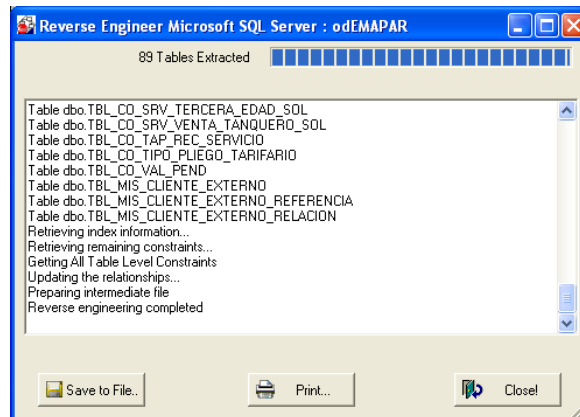 Reverse Engineer Microsoft SQL Server : odEMAPAR
89 Tables Extracted
Table dbo.TBL_CO_SRV_TERCERA_EDAD_SOL
Table dbo.TBL_CO_SRV_VENTA_TANQUERO_SOL
Table dbo.TBL_CO_TAP_REC_SERVICIO
Table dbo.TBL_CO_TIPO_PLIEGO_TARIFARIO
Table dbo.TBL_CO_VAL_PEND
Table dbo.TBL_MIS_CLIENTE_EXTERNO
Table dbo.TBL_MIS_CLIENTE_EXTERNO_REFERENCIA
Table dbo.TBL_MIS_CLIENTE_EXTERNO_RELACION
Retrieving index information...
Retrieving remaining constraints...
Getting All Table Level Constraints
Updating the relationships...
Preparing intermediate file
Reverse engineering completed
Save to File..
Print...
Close!